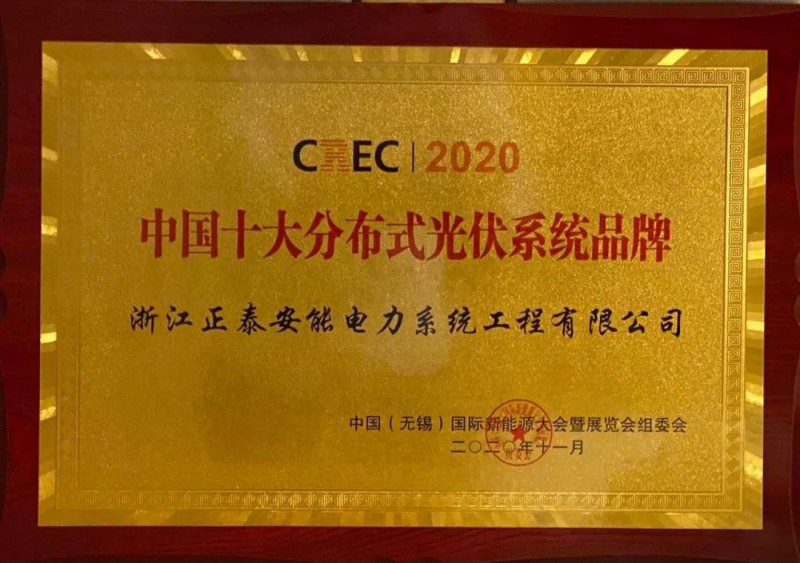 CREC | 2020
中国十大分布式光伏系统品牌
浙江正泰安能电力系统工程有限公司
中国（无锡）国际新能源大会暨展览会组委会
二〇二〇年十一月